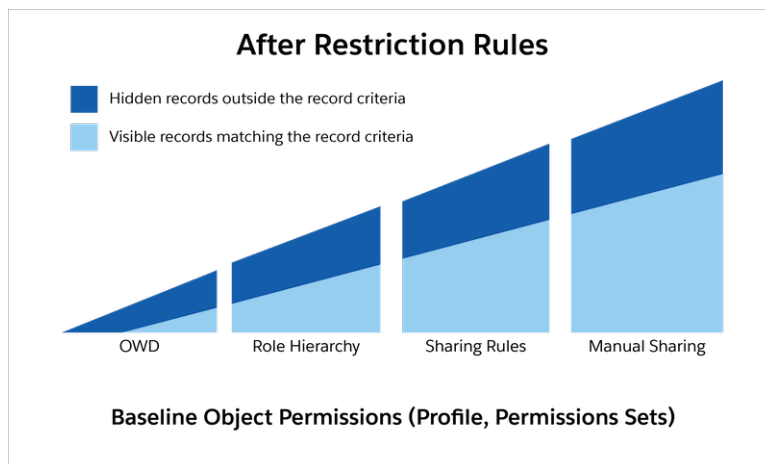 After Restriction Rules
Hidden records outside the record criteria
Visible records matching the record criteria
OWD
Role Hierarchy
Sharing Rules
Manual Sharing
Baseline Object Permissions (Profile, Permissions Sets)